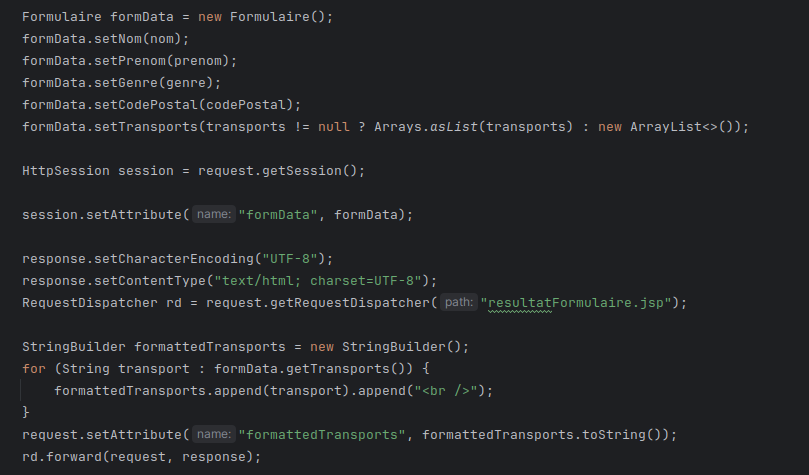 Formulaire formData = new Formulaire();
formData.setNom(nom);
formData.setPrenom(prenom);
formData.setGenre(genre);
formData.setCodePostal(codePostal);
formData.setTransports(transports != null ? Arrays.asList(transports) : new ArrayList<>());
HttpSession session = request.getSession();
session.setAttribute( name: "formData", formData);
response.setCharacterEncoding("UTF-8");
response.setContentType("text/html; charset=UTF-8");
RequestDispatcher rd = request.getRequestDispatcher( path: "resultatFormulaire.jsp");
StringBuilder formattedTransports = new StringBuilder();
for (String transport : formData.getTransports()) {
    formattedTransports.append(transport).append("<br />");
}
request.setAttribute( name: "formattedTransports", formattedTransports.toString());
rd.forward(request, response);